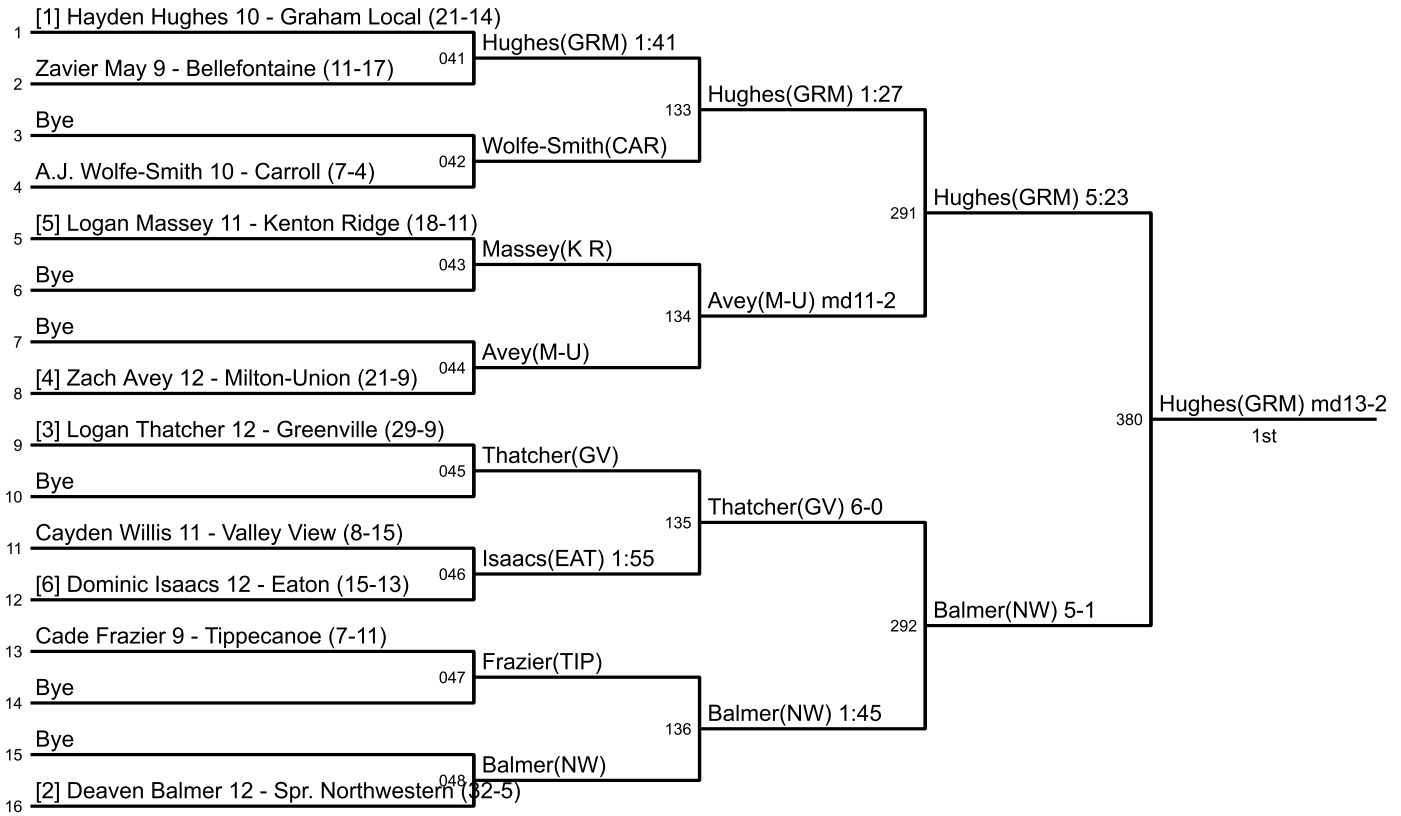 [1] Hayden Hughes 10 - Graham Local (21-14)
1
Hughes(GRM) 1:41
041
Zavier May 9 - Bellefontaine (11-17)
2
Hughes(GRM) 1:27
133
Bye
3
Wolfe-Smith(CAR)
042
A.J. Wolfe-Smith 10 - Carroll (7-4)
4
Hughes(GRM) 5:23
291
[5] Logan Massey 11 - Kenton Ridge (18-11)
5
Massey(K R)
043
Bye
6
Avey(M-U) md11-2
134
Bye
7
Avey(M-U)
044
[4] Zach Avey 12 - Milton-Union (21-9)
8
Hughes(GRM) md13-2
380
1st
[3] Logan Thatcher 12 - Greenville (29-9)
9
Thatcher(GV)
045
Bye
10
Thatcher(GV) 6-0
135
Cayden Willis 11 - Valley View (8-15)
11
Isaacs(EAT) 1:55
046
[6] Dominic Isaacs 12 - Eaton (15-13)
12
Balmer(NW) 5-1
292
Cade Frazier 9 - Tippecanoe (7-11)
13
Frazier(TIP)
047
Bye
14
Balmer(NW) 1:45
136
Bye
15
Balmer(NW)
048
[2] Deaven Balmer 12 - Spr. Northwestern (32-5)
16